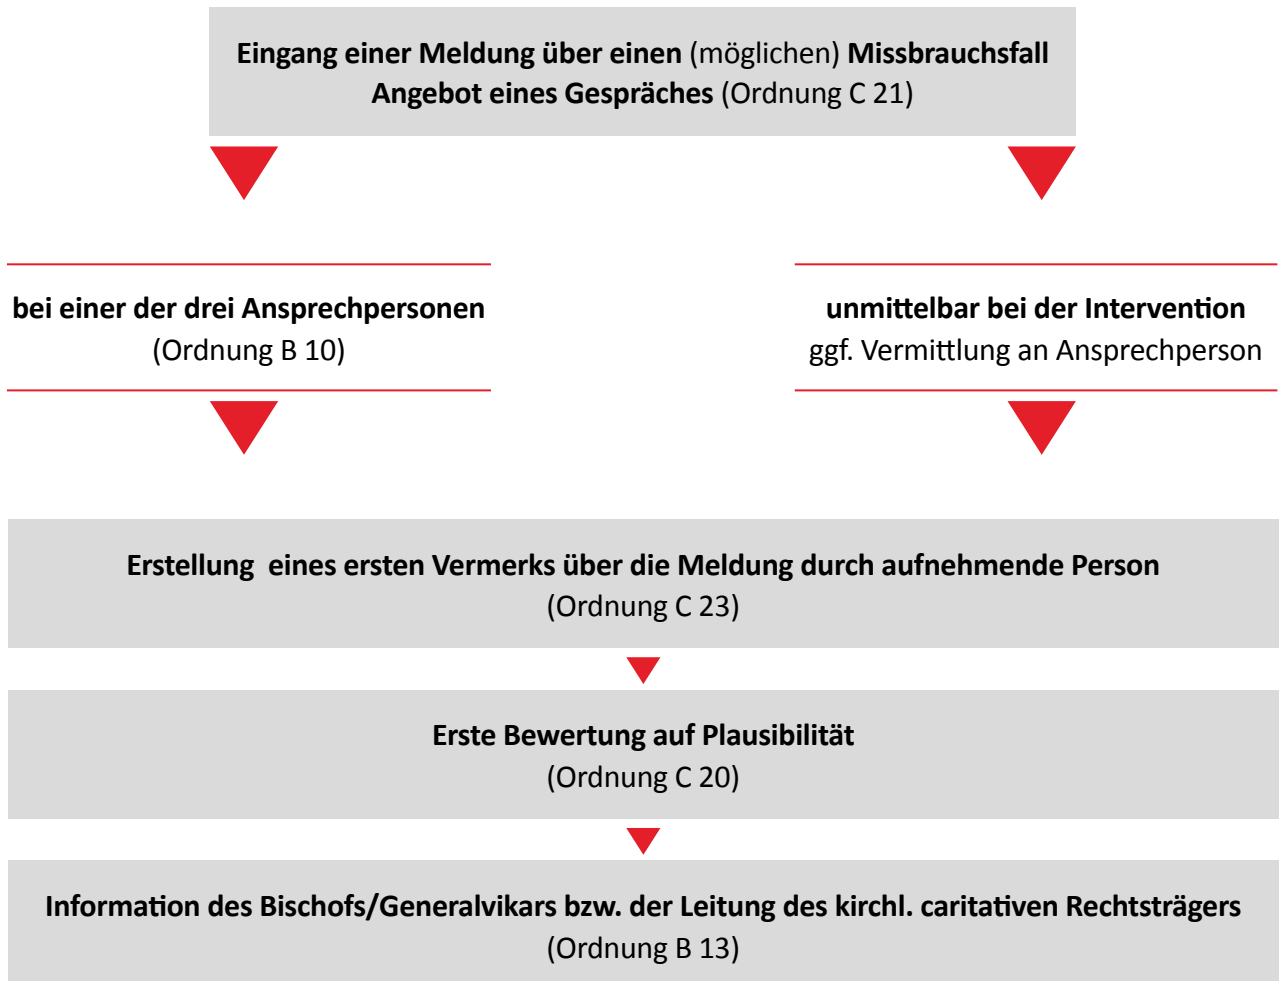 Eingang einer Meldung über einen (möglichen) Missbrauchsfall
Angebot eines Gespräches (Ordnung C 21)
bei einer der drei Ansprechpersonen
(Ordnung B 10)
unmittelbar bei der Intervention
ggf. Vermittlung an Ansprechperson
Erstellung  eines ersten Vermerks über die Meldung durch aufnehmende Person
(Ordnung C 23)
Erste Bewertung auf Plausibilität
(Ordnung C 20)
Information des Bischofs/Generalvikars bzw. der Leitung des kirchl. caritativen Rechtsträgers
(Ordnung B 13)